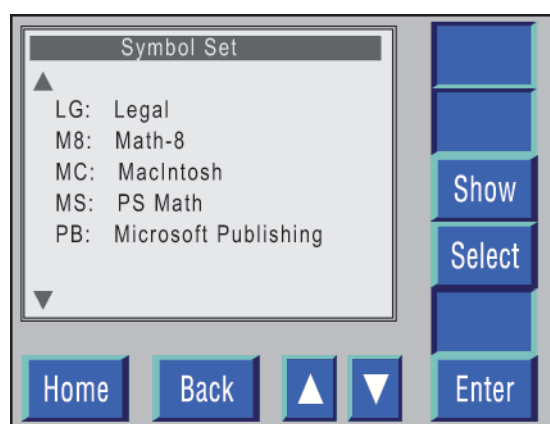 Symbol Set
LG: Legal
M8: Math-8
MC: MacIntosh
MS: PS Math
PB: Microsoft Publishing
Show
Select
Home
Back
Enter